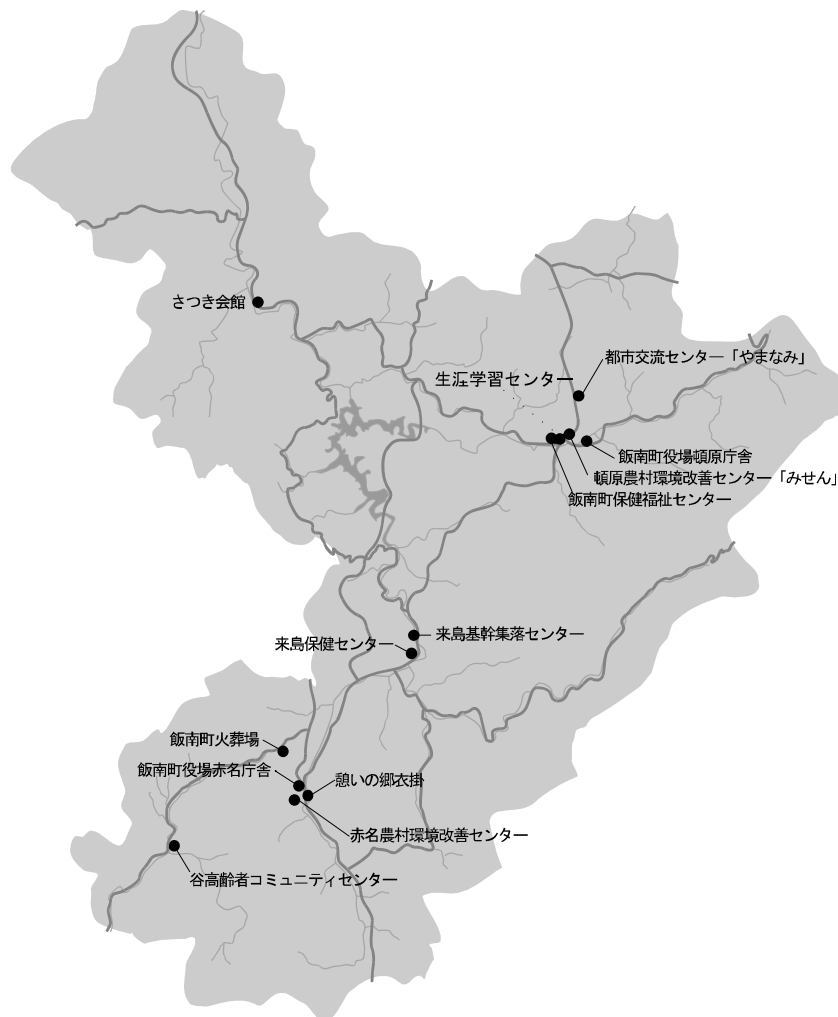 さつき会館
都市交流センター「やまなみ」
生涯学習センター
飯南町役場頓原庁舎
頓原農村環境改善センター「みせん」
飯南町保健福祉センター
来島基幹集落センター
来島保健センター
飯南町火葬場
飯南町役場赤名庁舎
憩いの郷衣掛
赤名農村環境改善センター
谷高齢者コミュニティセンター